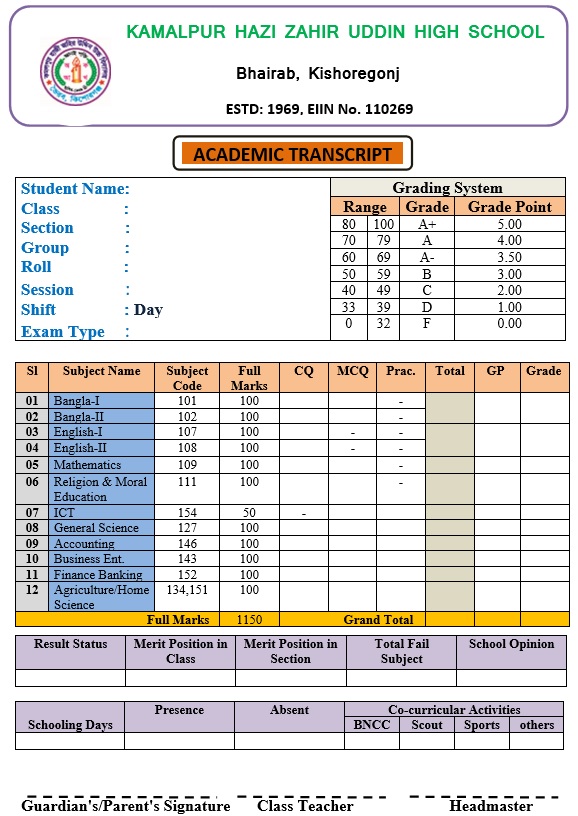 KAMALPUR HAZI ZAHIR UDDIN HIGH SCHOOL
Bhairab, Kishoregonj
ESTD: 1969, EIIN No. 110269
ACADEMIC TRANSCRIPT
Student Name:
Class :
Section :
Group :
Roll :
Session :
Shift : Day
Exam Type :
Grading System
Range Grade Grade Point
80 100 A+ 5.00
70 79 A 4.00
60 69 A- 3.50
50 59 B 3.00
40 49 C 2.00
33 39 D 1.00
0 32 F 0.00
Sl Subject Name Subject Code Full Marks CQ MCQ Prac. Total GP Grade
01 Bangla-I 101 100 -
02 Bangla-II 102 100 -
03 English-I 107 100 - -
04 English-II 108 100 - -
05 Mathematics 109 100 -
06 Religion & Moral Education 111 100 -
07 ICT 154 50 -
08 General Science 127 100
09 Accounting 146 100
10 Business Ent. 143 100
11 Finance Banking 152 100
12 Agriculture/Home Science 134,151 100
Full Marks 1150 Grand Total
Result Status Merit Position in Class Merit Position in Section Total Fail Subject School Opinion
Schooling Days Presence Absent Co-curricular Activities
BNCC Scout Sports others
Guardian's/Parent's Signature Class Teacher Headmaster